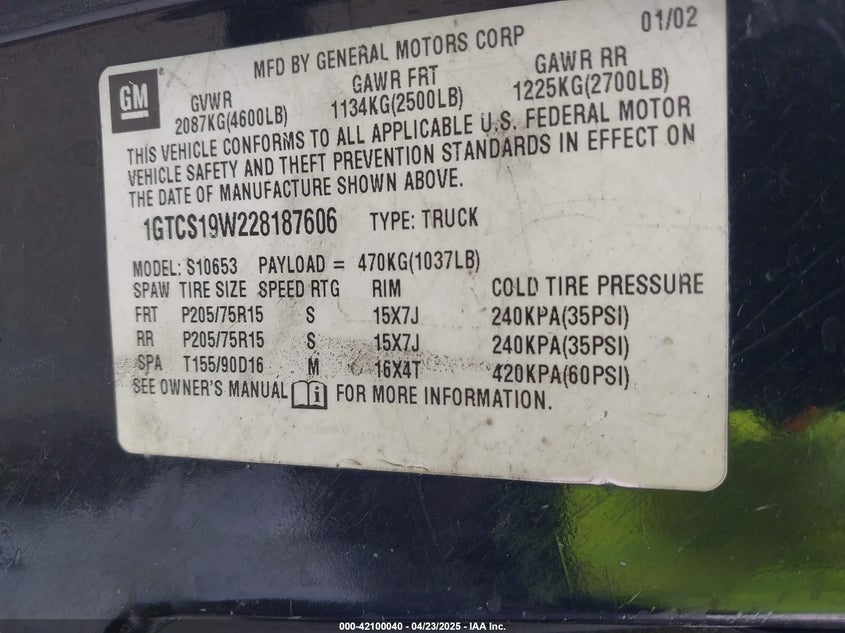 01/02
MFD BY GENERAL MOTORS CORP
GM
GVWR GAWR FRT GAWR RR
2087KG(4600LB) 1134KG(2500LB) 1225KG(2700LB)
THIS VEHICLE CONFORMS TO ALL APPLICABLE U.S. FEDERAL MOTOR
VEHICLE SAFETY AND THEFT PREVENTION STANDARDS IN EFFECT ON
THE DATE OF MANUFACTURE SHOWN ABOVE.
1GTCS19W228187606 TYPE: TRUCK
MODEL: S10653 PAYLOAD = 470KG(1037LB)
SPAW TIRE SIZE SPEED RTG RIM COLD TIRE PRESSURE
FRT P205/75R15 S 15X7J 240KPA(35PSI)
RR P205/75R15 S 15X7J 240KPA(35PSI)
SPA T155/90D16 M 16X4T 420KPA(60PSI)
SEE OWNER'S MANUAL i FOR MORE INFORMATION.
000-42100040 - 04/23/2025 - IAA Inc.